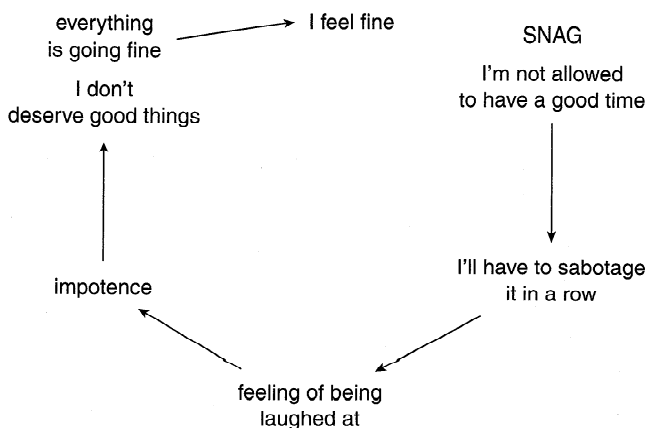 everything
is going fine
I feel fine
SNAG
I'm not allowed
to have a good time
I'll have to sabotage
it in a row
feeling of being
laughed at
impotence
I don't
deserve good things